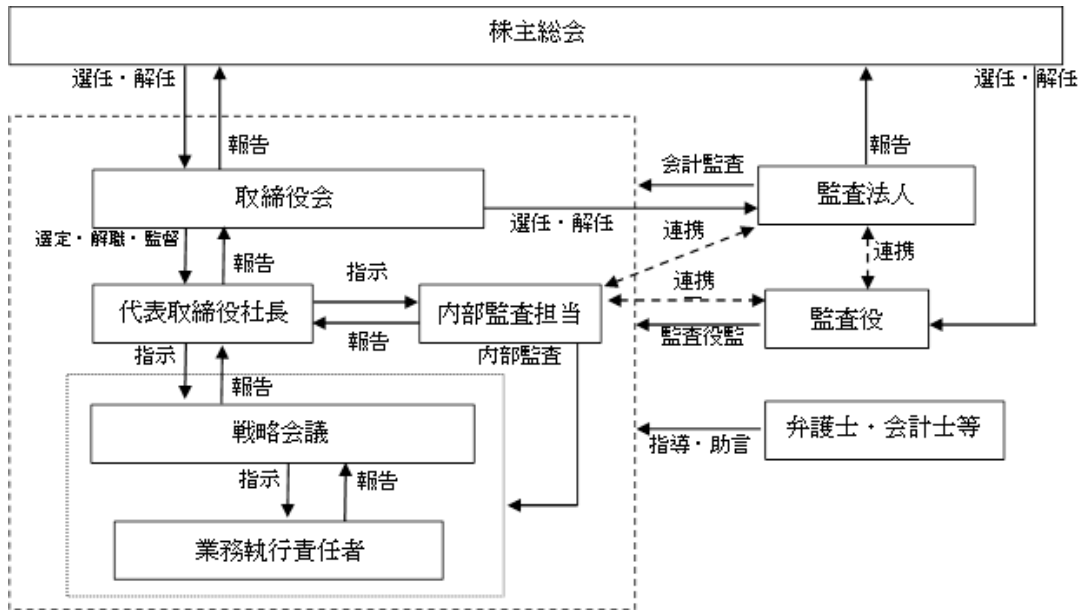 株主総会
選任・解任
選任・解任
報告
報告
会計監査
取締役会
監査法人
選任・解任
選定・解職・監督
報告
連携
連携
指示
連携
代表取締役社長
内部監査担当
監査役
報告
監査役監
指示
内部監査
報告
戦略会議
弁護士・会計士等
指導・助言
指示
報告
業務執行責任者